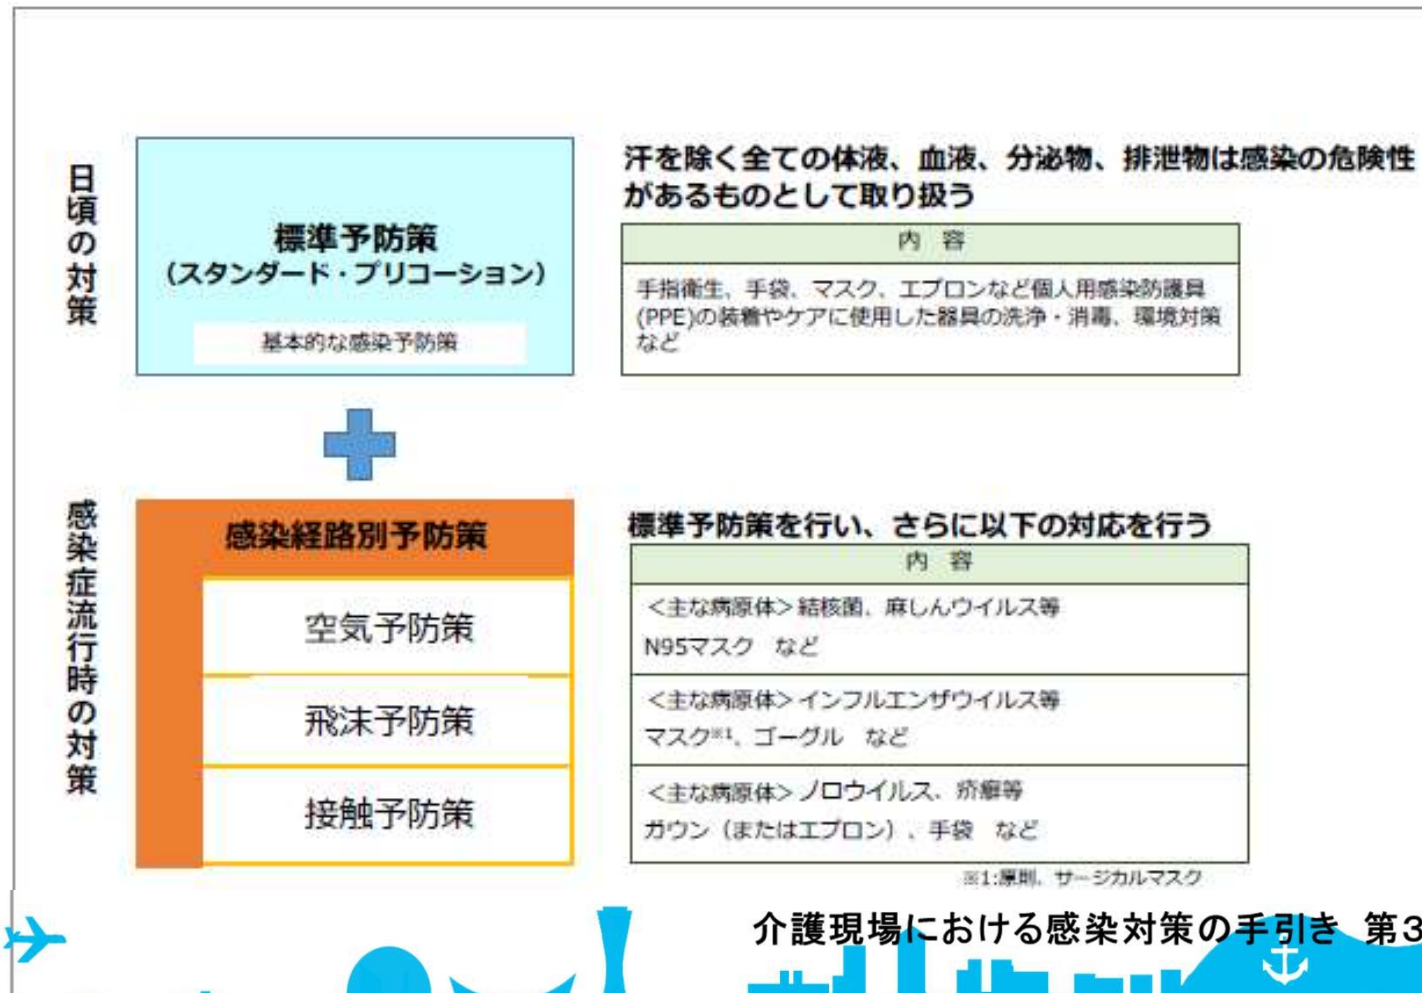 日頃の対策
標準予防策
（スタンダード・プリコーション）
基本的な感染予防策
汗を除く全ての体液、血液、分泌物、排泄物は感染の危険性
があるものとして取り扱う
内　容
手指衛生、手袋、マスク、エプロンなど個人用感染防護具
(PPE)の装着やケアに使用した器具の洗浄・消毒、環境対策
など
感染症流行時の対策
感染経路別予防策
空気予防策
飛沫予防策
接触予防策
標準予防策を行い、さらに以下の対応を行う
内　容
＜主な病原体＞結核菌、麻しんウイルス等
N95マスク　など
＜主な病原体＞インフルエンザウイルス等
マスク※1、ゴーグル　など
＜主な病原体＞ノロウイルス、疥癬等
ガウン（またはエプロン）、手袋　など
※1:原則、サージカルマスク
介護現場における感染対策の手引き　第3